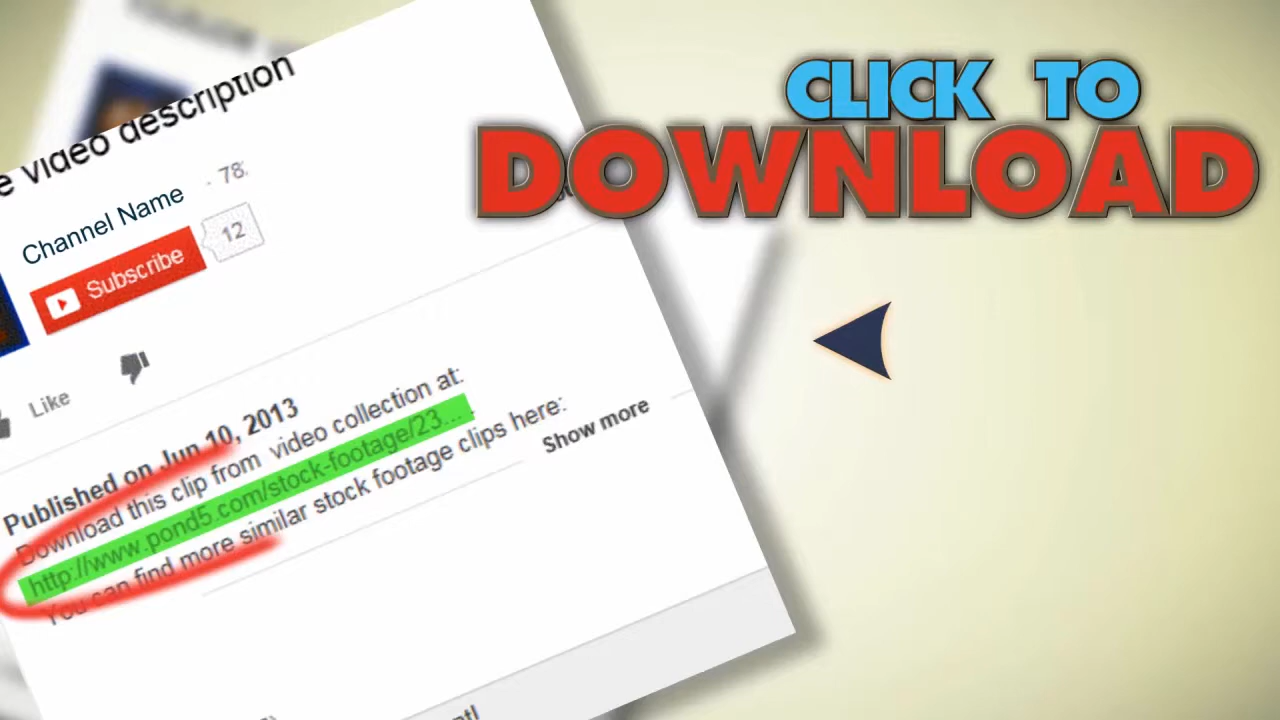 CLICK TO
DOWNLOAD
e video description
Channel Name
78
Subscribe
12
Like
Published on Jun 10, 2013
Download this clip from video collection at:
http://www.pond5.com/stock-footage/23...
You can find more similar stock footage clips here:
Show more